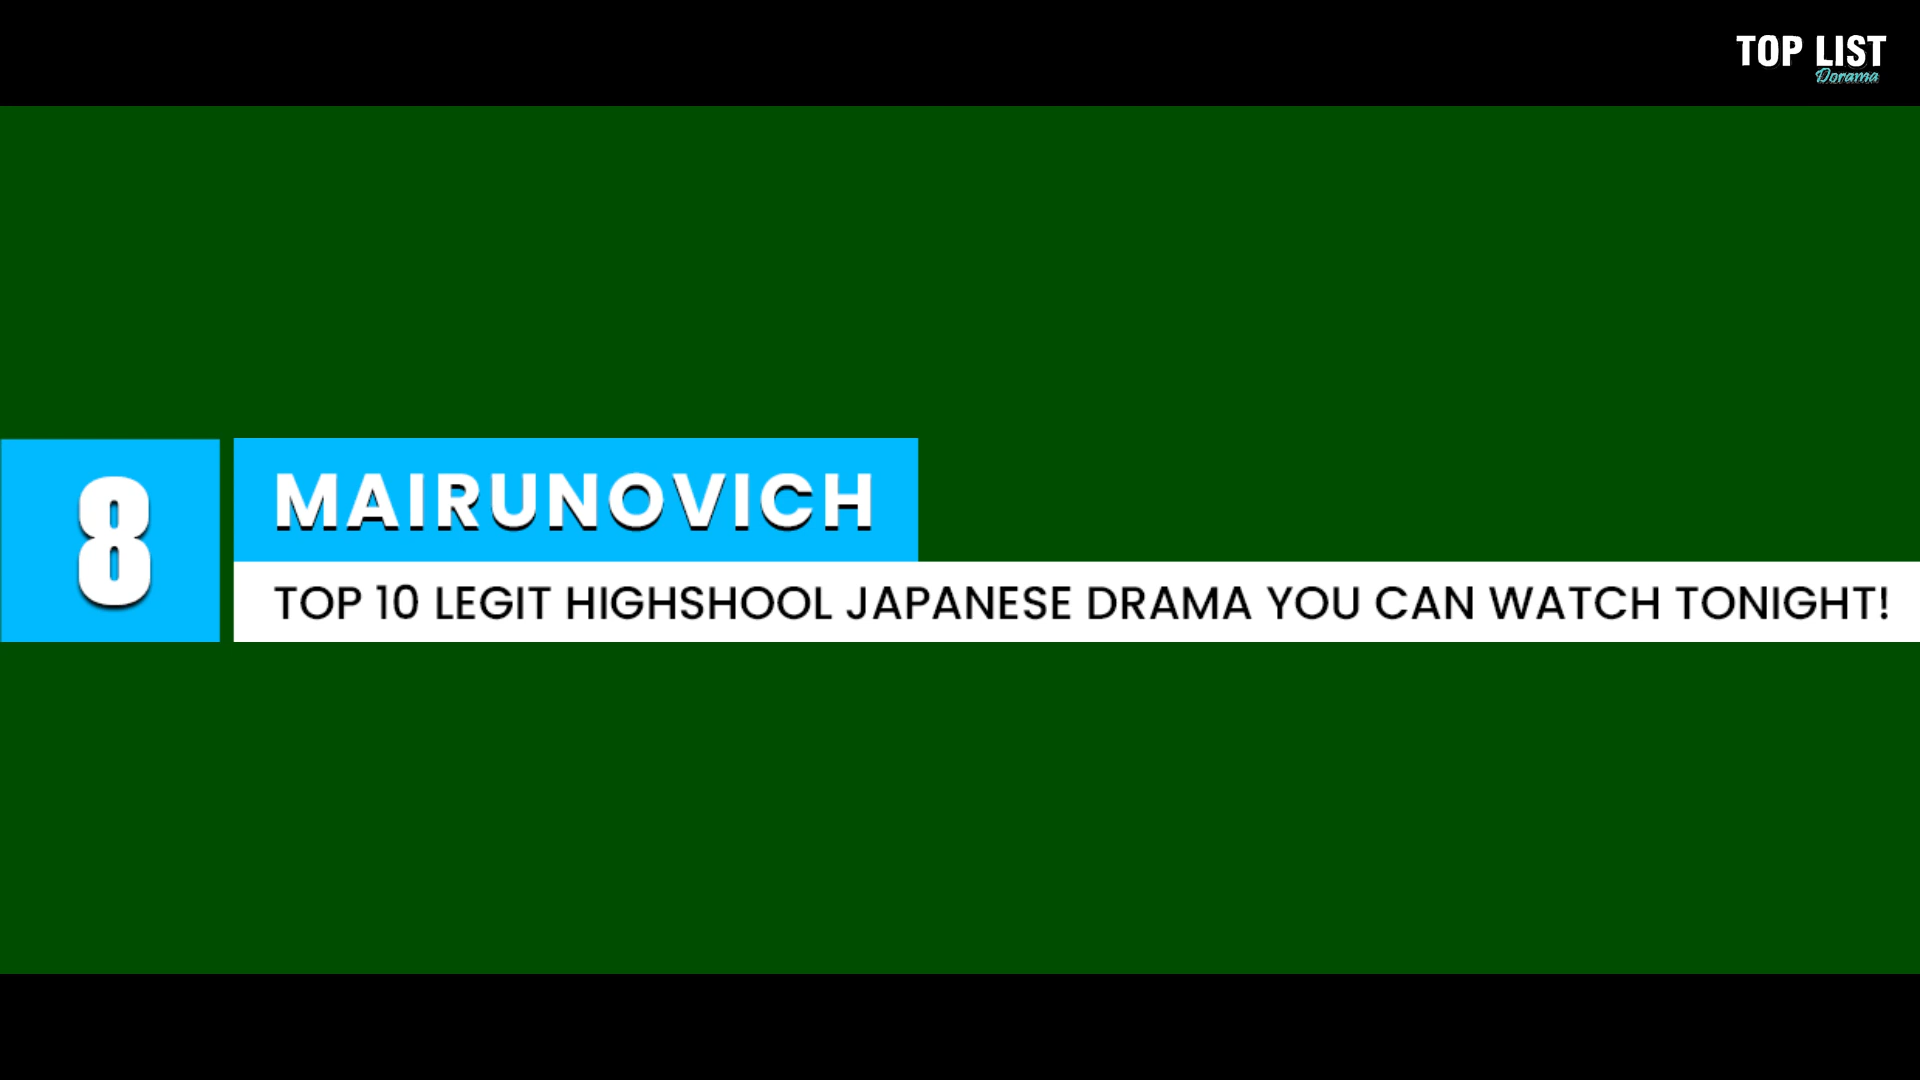 TOP LIST
Dorama
8
MAIRUNOVICH
TOP 10 LEGIT HIGHSHOOL JAPANESE DRAMA YOU CAN WATCH TONIGHT!